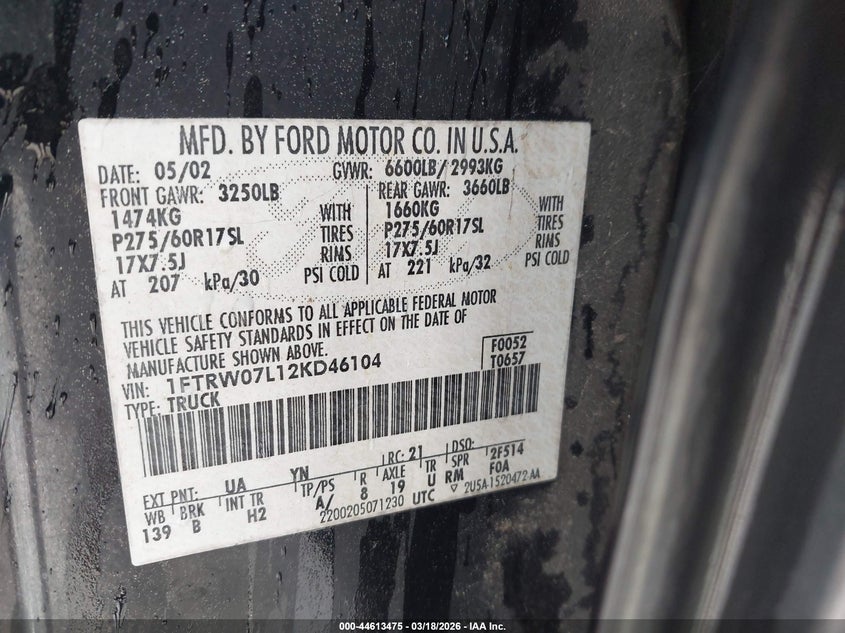 MFD. BY FORD MOTOR CO. IN U.S.A.
DATE: 05/02 GVWR: 6600LB/2993KG
FRONT GAWR: 3250LB REAR GAWR: 3660LB
1474KG WITH 1660KG WITH
P275/60R17SL TIRES P275/60R17SL TIRES
17X7.5J RIMS 17X7.5J RIMS
AT 207 kPa/30 PSI COLD AT 221 kPa/32 PSI COLD
THIS VEHICLE CONFORMS TO ALL APPLICABLE FEDERAL MOTOR
VEHICLE SAFETY STANDARDS IN EFFECT ON THE DATE OF
MANUFACTURE SHOWN ABOVE.
F0052
VIN: 1FTRW07L12KD46104 T0657
TYPE: TRUCK
EXT PNT: UA YN RC: 21 DSO:
WB BRK INT TR TP/PS R AXLE TR SPR 2F514
139 B H2 A/ 8 19 U RM F0A
2200205071230 UTC ▽ 2U5A-1520472-AA
000-44613475 — 03/18/2026 — IAA Inc.